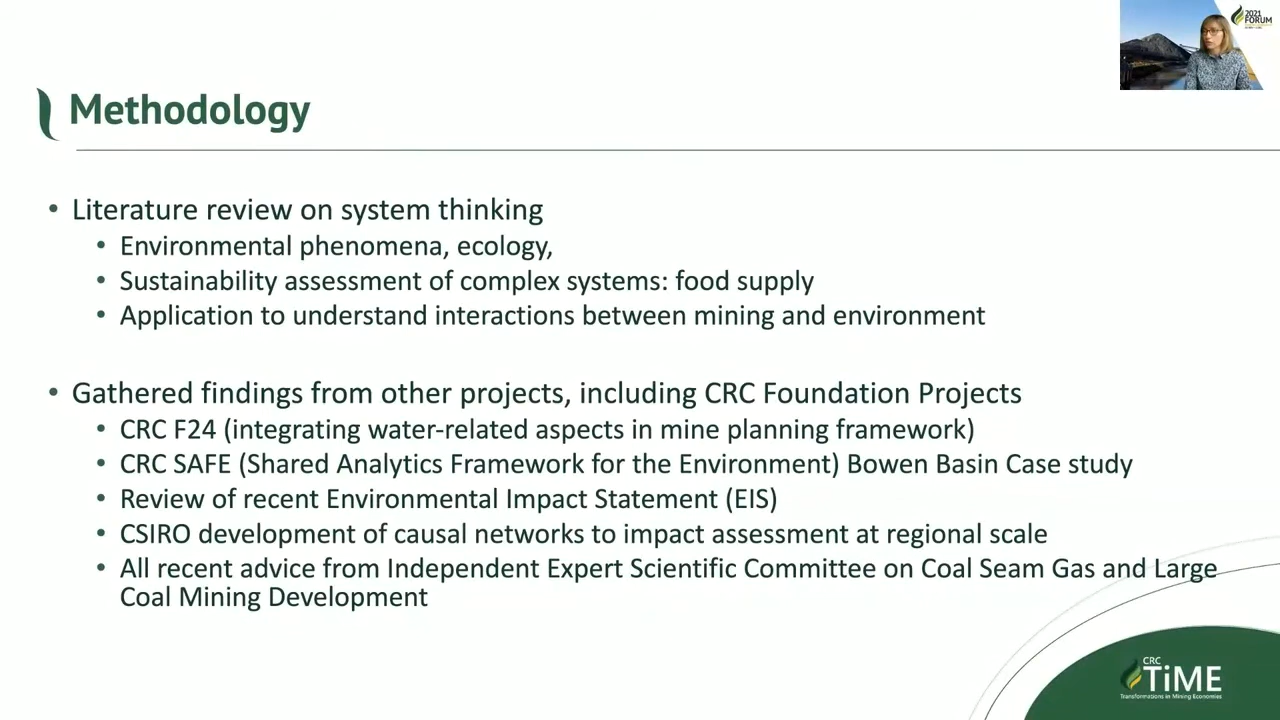 2021
FORUM
Methodology
• Literature review on system thinking
• Environmental phenomena, ecology,
• Sustainability assessment of complex systems: food supply
• Application to understand interactions between mining and environment
• Gathered findings from other projects, including CRC Foundation Projects
• CRC F24 (integrating water-related aspects in mine planning framework)
• CRC SAFE (Shared Analytics Framework for the Environment) Bowen Basin Case study
• Review of recent Environmental Impact Statement (EIS)
• CSIRO development of causal networks to impact assessment at regional scale
• All recent advice from Independent Expert Scientific Committee on Coal Seam Gas and Large
Coal Mining Development
CRC
TiME
Transformations in Mining Economies